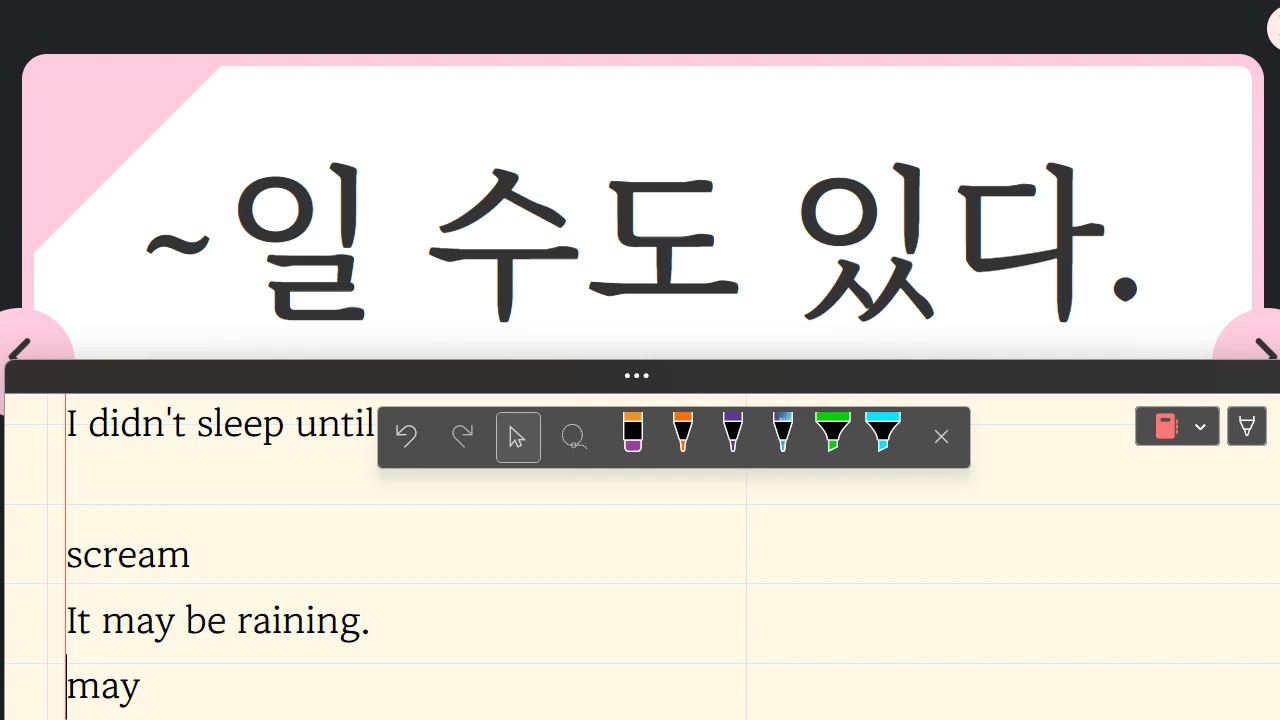 ~일 수도 있다.
I didn't sleep until
scream
It may be raining.
may